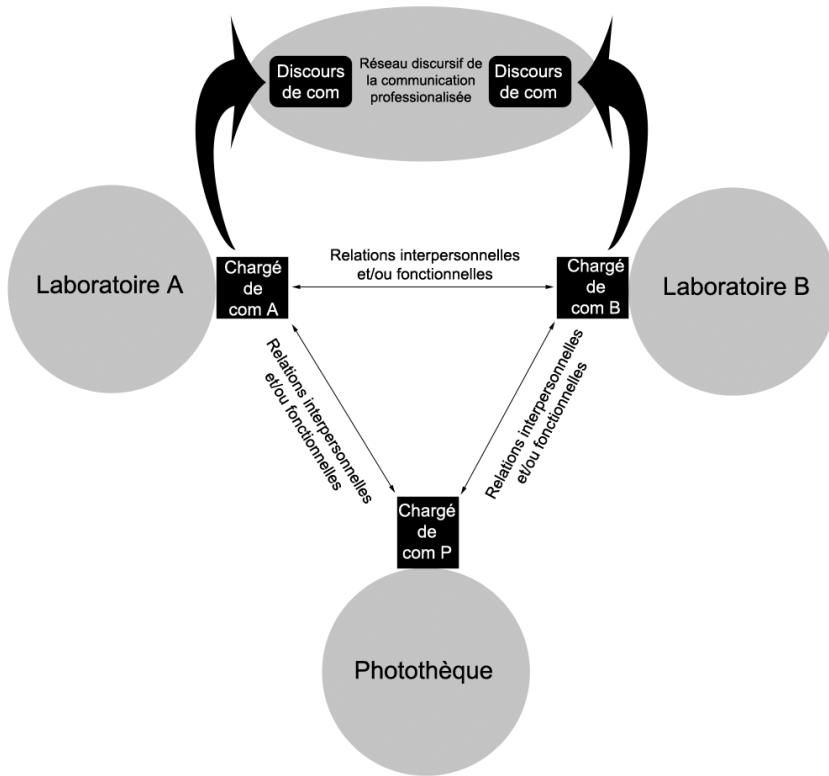 Discours
de com
Réseau discursif de
la communication
professionalisée
Discours
de com
Laboratoire A
Chargé
de
com A
Relations interpersonnelles
et/ou fonctionnelles
Chargé
de
com B
Laboratoire B
Relations interpersonnelles
et/ou fonctionnelles
Relations interpersonnelles
et/ou fonctionnelles
Chargé
de
com P
Photothèque